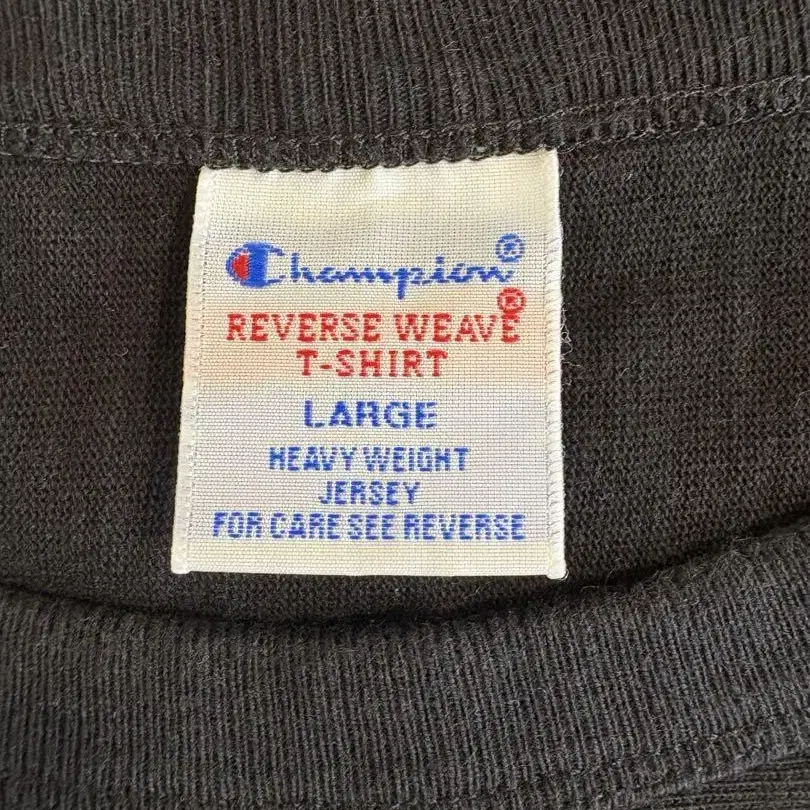 Champion®
REVERSE WEAVE®
T-SHIRT
LARGE
HEAVY WEIGHT
JERSEY
FOR CARE SEE REVERSE